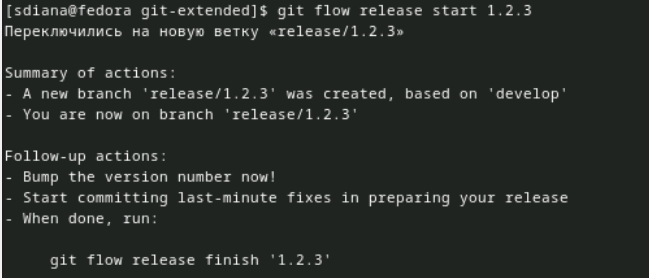 [sdiana@fedora git-extended]$ git flow release start 1.2.3
Переключились на новую ветку «release/1.2.3»
Summary of actions:
- A new branch 'release/1.2.3' was created, based on 'develop'
- You are now on branch 'release/1.2.3'
Follow-up actions:
- Bump the version number now!
- Start committing last-minute fixes in preparing your release
- When done, run:
git flow release finish '1.2.3'